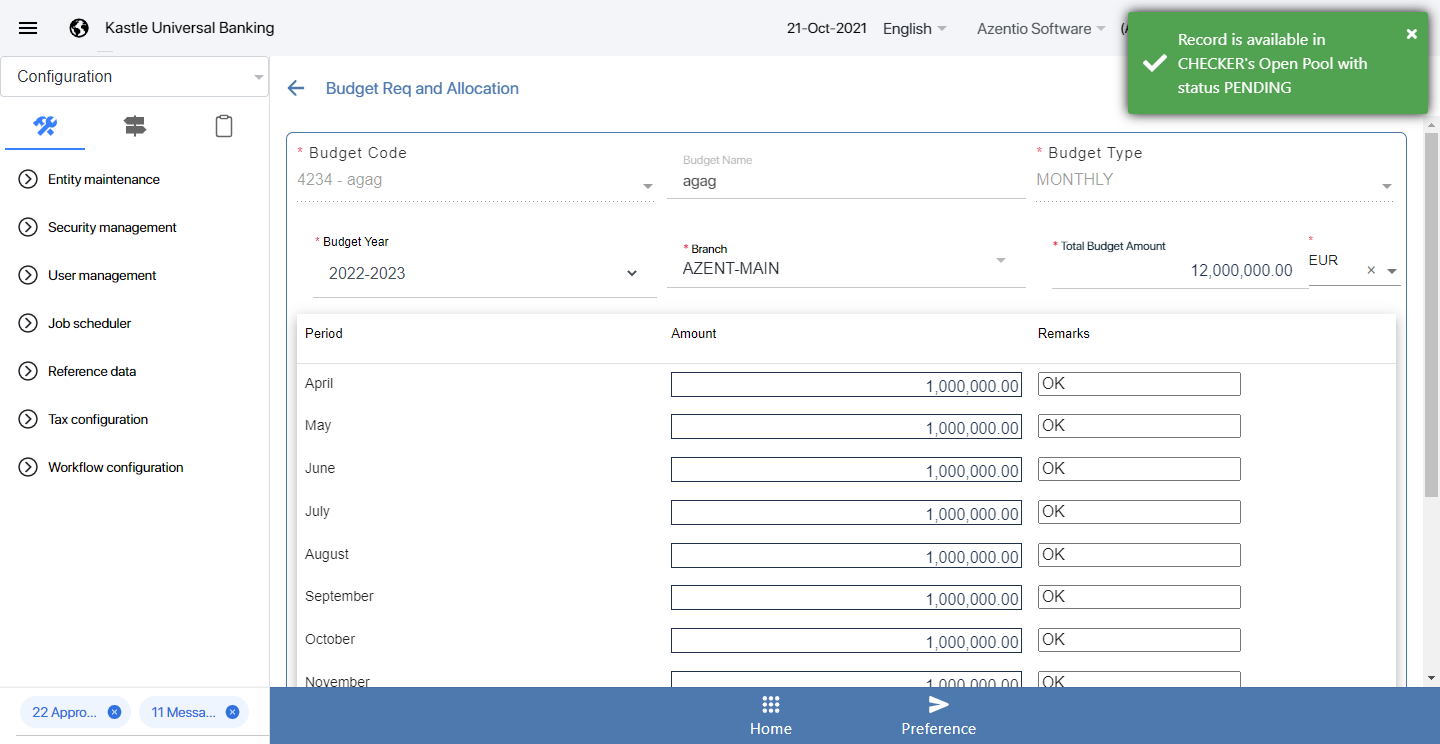 Kastle Universal Banking
21-Oct-2021
English
Azentio Software
Record is available in
CHECKER's Open Pool with
status PENDING
Configuration
Budget Req and Allocation
Entity maintenance
Security management
User management
Job scheduler
Reference data
Tax configuration
Workflow configuration
* Budget Code
4234 - agag
Budget Name
agag
* Budget Type
MONTHLY
* Budget Year
2022-2023
* Branch
AZENT-MAIN
* Total Budget Amount
12,000,000.00
*
EUR
Period Amount Remarks
April 1,000,000.00 OK
May 1,000,000.00 OK
June 1,000,000.00 OK
July 1,000,000.00 OK
August 1,000,000.00 OK
September 1,000,000.00 OK
October 1,000,000.00 OK
November 1,000,000.00 OK
22 Appro...
11 Messa...
Home
Preference